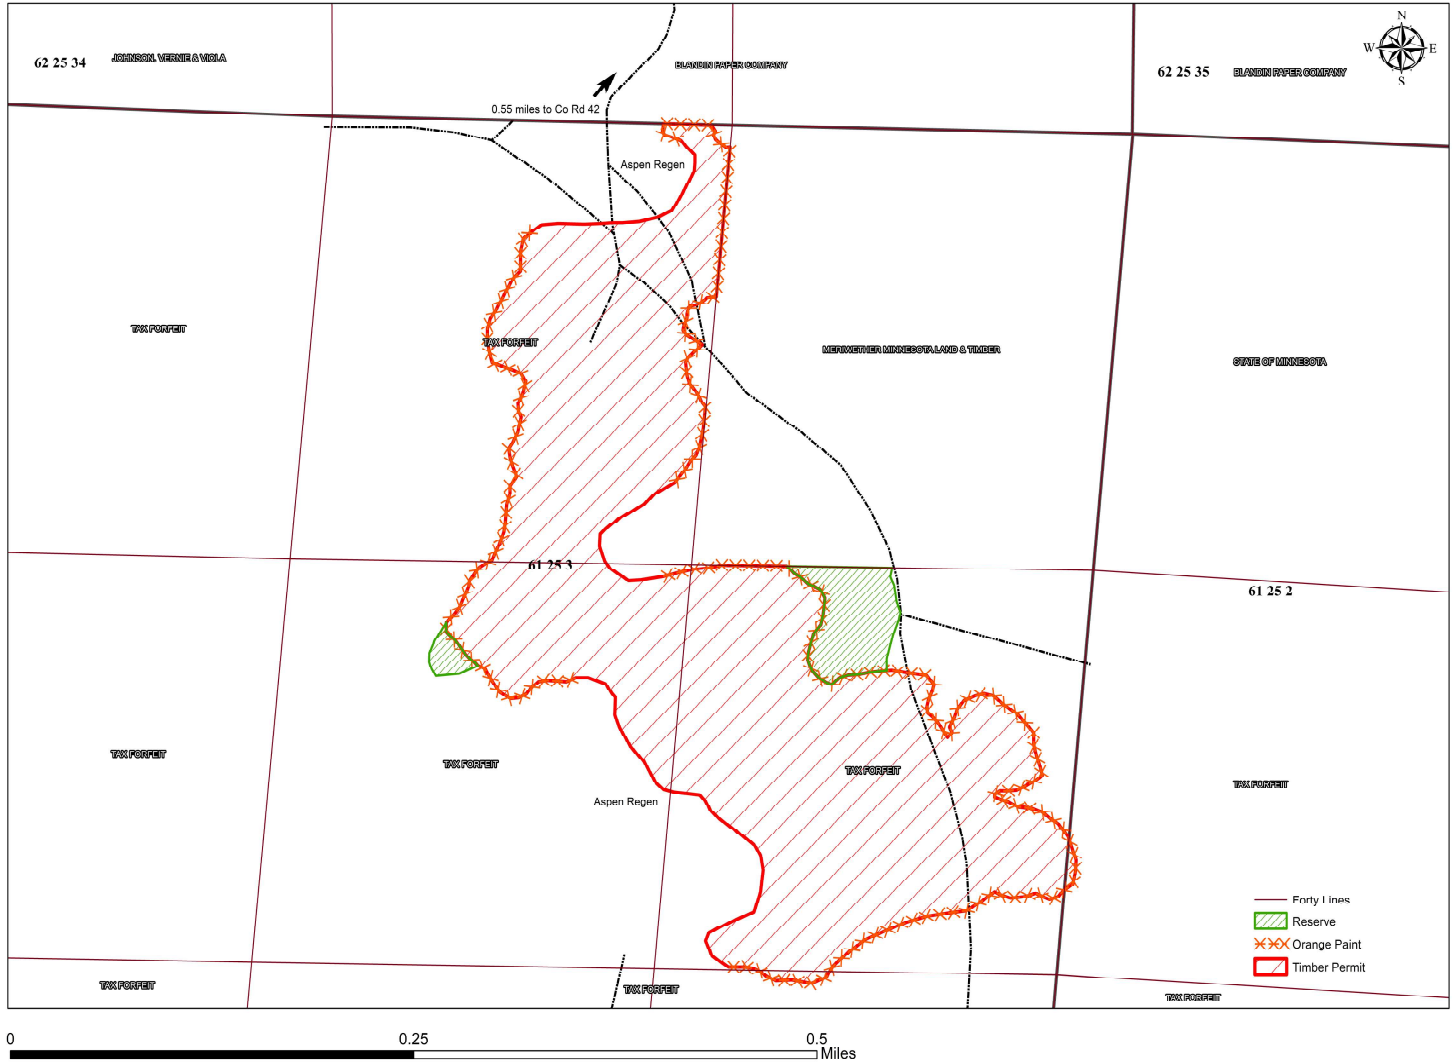 N
W E
S
62 25 34
JOHNSON, VERNIE & VIOLA
BLANDIN PAPER COMPANY
62 25 35
BLANDIN PAPER COMPANY
0.55 miles to Co Rd 42
Aspen Regen
TAX FORFEIT
TAX FORFEIT
MERIWETHER MINNESOTA LAND & TIMBER
STATE OF MINNESOTA
61 25 3
61 25 2
TAX FORFEIT
TAX FORFEIT
TAX FORFEIT
TAX FORFEIT
Aspen Regen
Forty Lines
Reserve
Orange Paint
Timber Permit
TAX FORFEIT
TAX FORFEIT
TAX FORFEIT
0 0.25 0.5
Miles